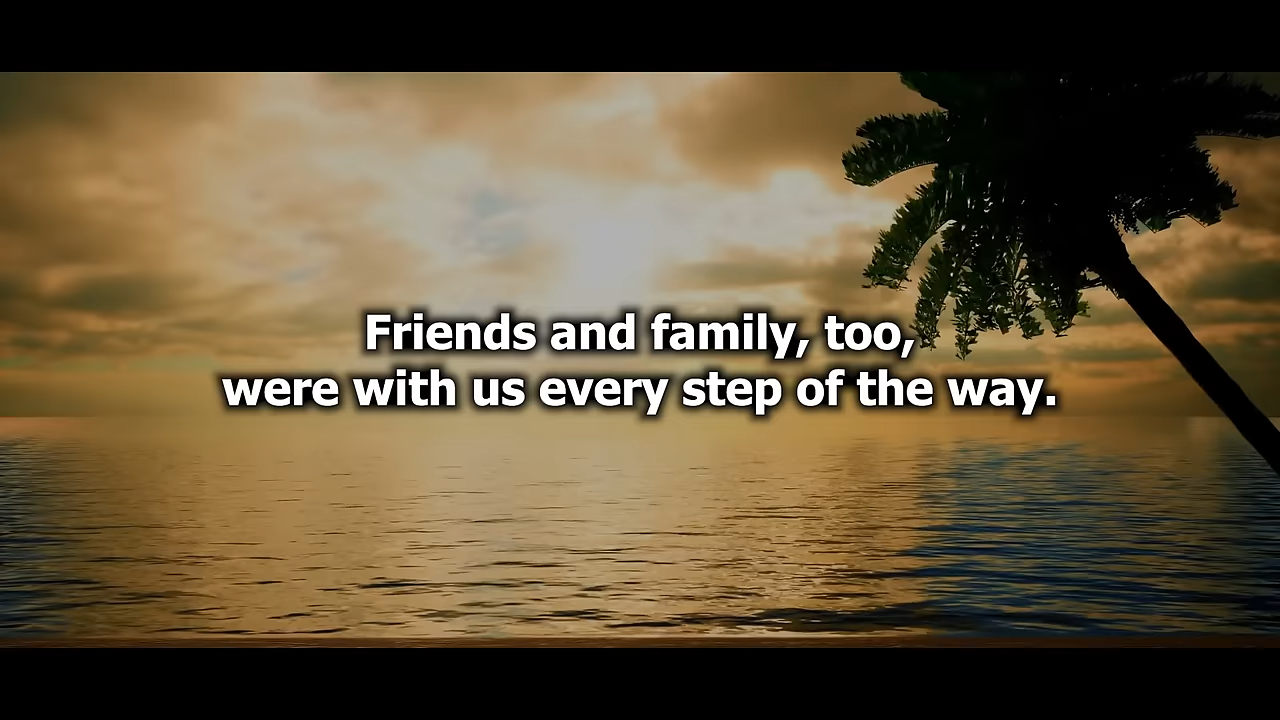 Friends and family, too,
were with us every step of the way.